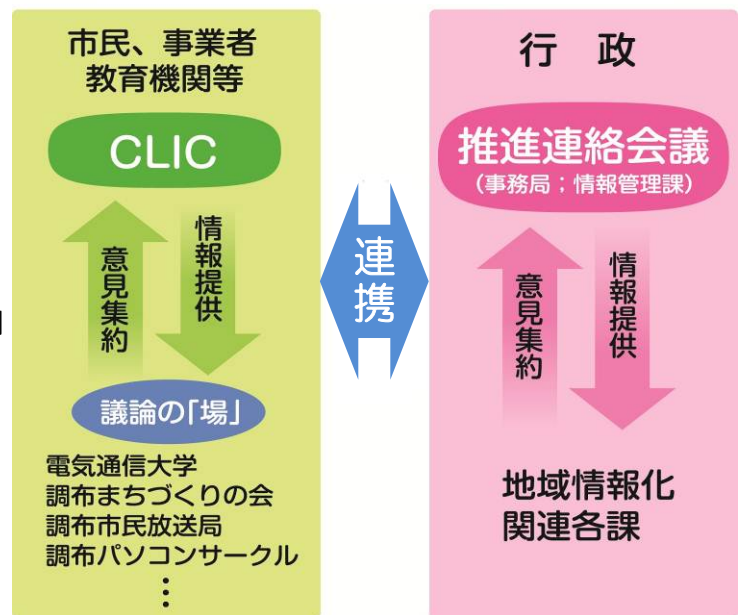 市民、事業者
教育機関等
CLIC
意見集約
情報提供
議論の「場」
電気通信大学
調布まちづくりの会
調布市民放送局
調布パソコンサークル
⋮
連携
行 政
推進連絡会議
(事務局；情報管理課)
意見集約
情報提供
地域情報化
関連各課